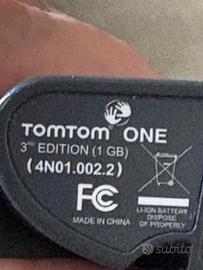 TOMTOM ONE
3RD EDITION (1 GB)
(4N01.002.2)
FC
LI-ION BATTERY
DISPOSE
OF PROPERLY
MADE IN CHINA
subito